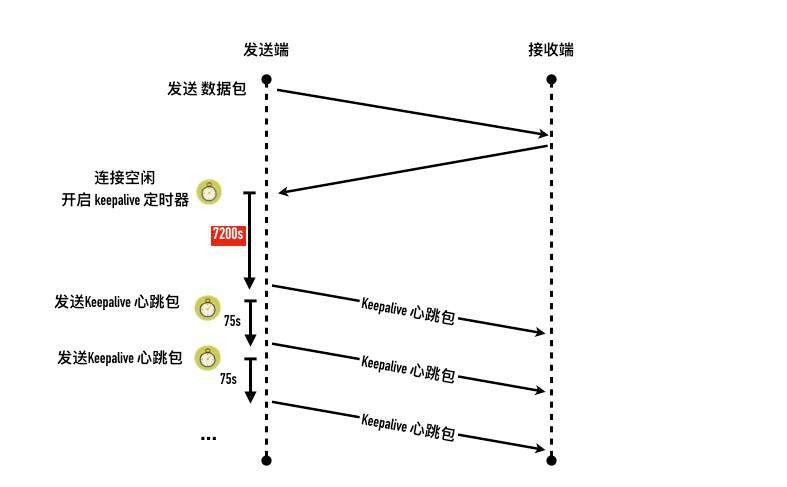 发送端
接收端
发送 数据包
连接空闲
开启 keepalive 定时器
7200s
发送Keepalive 心跳包
Keepalive 心跳包
75s
发送Keepalive 心跳包
Keepalive 心跳包
75s
Keepalive 心跳包
...